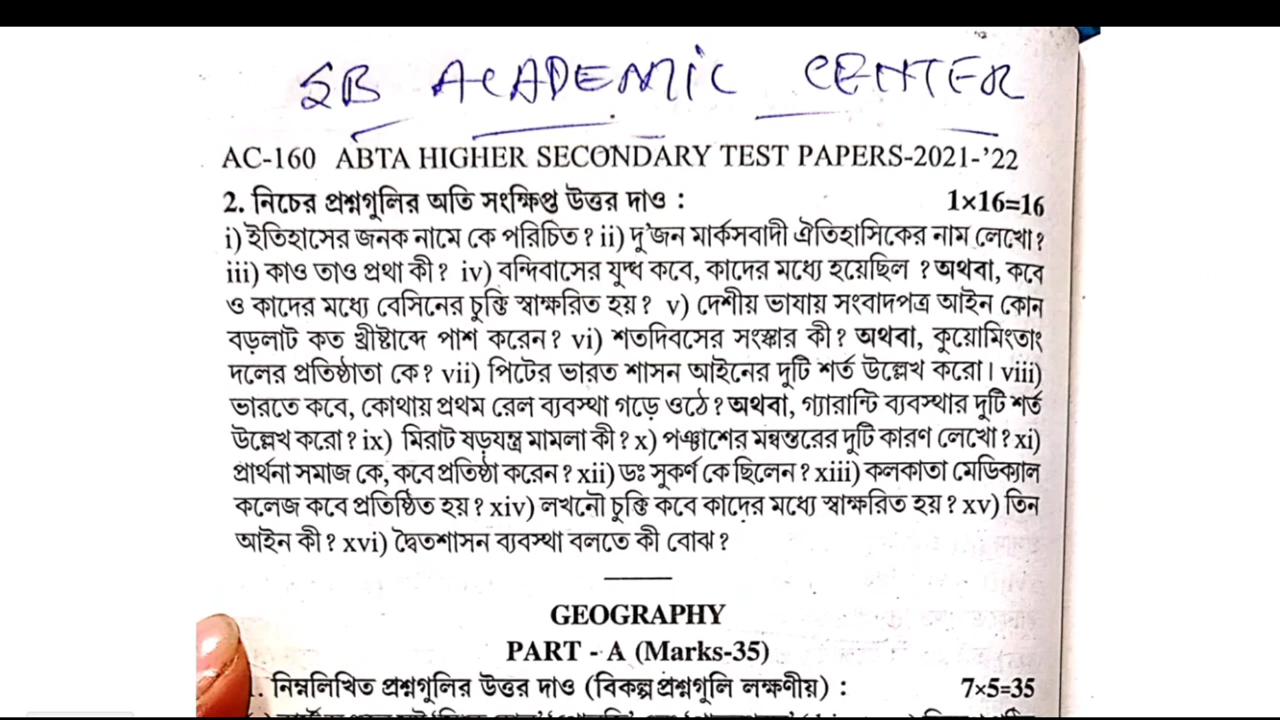 SB ACADEMIC CENTER
AC-160 ABTA HIGHER SECONDARY TEST PAPERS-2021-'22
2. নিচের প্রশ্নগুলির অতি সংক্ষিপ্ত উত্তর দাও : 1×16=16
i) ইতিহাসের জনক নামে কে পরিচিত? ii) দু'জন মার্কসবাদী ঐতিহাসিকের নাম লেখো?
iii) কাও তাও প্রথা কী? iv) বন্দিবাসের যুদ্ধ কবে, কাদের মধ্যে হয়েছিল ? অথবা, কবে
ও কাদের মধ্যে বেসিনের চুক্তি স্বাক্ষরিত হয়? v) দেশীয় ভাষায় সংবাদপত্র আইন কোন
বড়লাট কত খ্রীষ্টাব্দে পাশ করেন? vi) শতদিবসের সংস্কার কী? অথবা, কুয়োমিংতাং
দলের প্রতিষ্ঠাতা কে? vii) পিটের ভারত শাসন আইনের দুটি শর্ত উল্লেখ করো। viii)
ভারতে কবে, কোথায় প্রথম রেল ব্যবস্থা গড়ে ওঠে? অথবা, গ্যারান্টি ব্যবস্থার দুটি শর্ত
উল্লেখ করো? ix) মিরাট ষড়যন্ত্র মামলা কী? x) পঞ্চাশের মন্বন্তরের দুটি কারণ লেখো? xi)
প্রার্থনা সমাজ কে, কবে প্রতিষ্ঠা করেন? xii) ডঃ সুকর্ণ কে ছিলেন? xiii) কলকাতা মেডিক্যাল
কলেজ কবে প্রতিষ্ঠিত হয়? xiv) লখনৌ চুক্তি কবে কাদের মধ্যে স্বাক্ষরিত হয়? xv) তিন
আইন কী? xvi) দ্বৈতশাসন ব্যবস্থা বলতে কী বোঝ?
GEOGRAPHY
PART - A (Marks-35)
1. নিম্নলিখিত প্রশ্নগুলির উত্তর দাও (বিকল্প প্রশ্নগুলি লক্ষণীয়) : 7×5=35